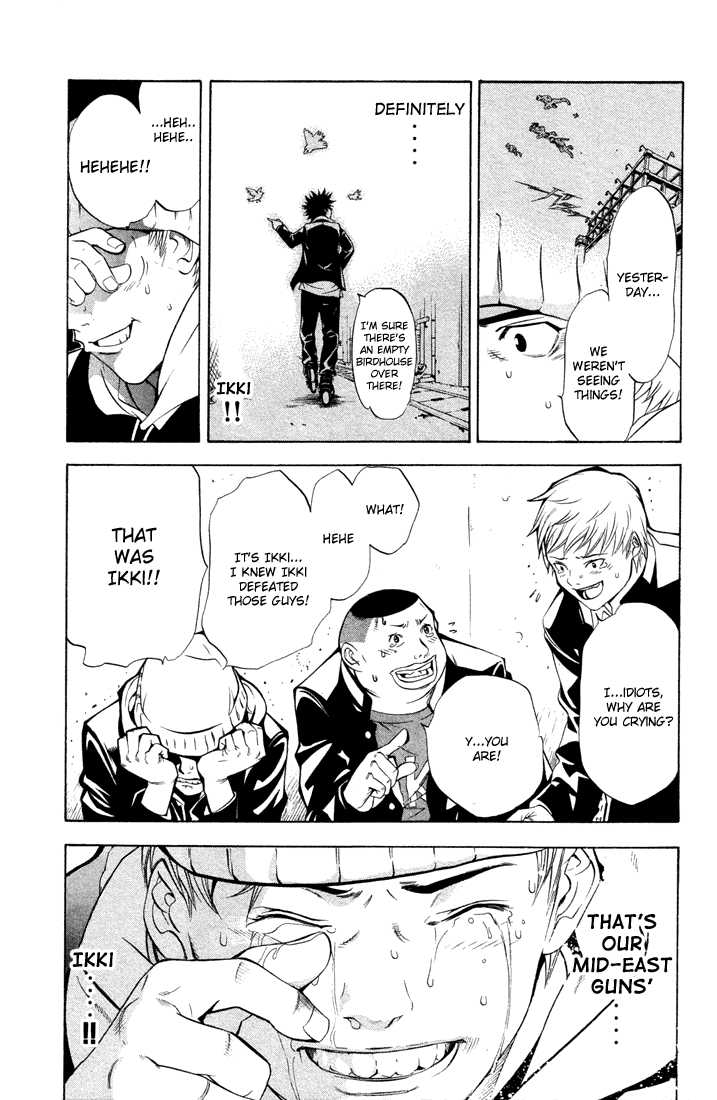 YESTER-
DAY...
WE
WEREN'T
SEEING
THINGS!
DEFINITELY
....
I'M SURE
THERE'S
AN EMPTY
BIRDHOUSE
OVER
THERE!
IKKI
!!
...HEH..
HEHE..
HEHEHE!!
I...IDIOTS,
WHY ARE
YOU CRYING?
Y...YOU
ARE!
WHAT!
HEHE
IT'S IKKI...
I KNEW IKKI
DEFEATED
THOSE GUYS!
THAT
WAS
IKKI!!
THAT'S
OUR
MID-EAST
GUNS'
....
IKKI
....
!!